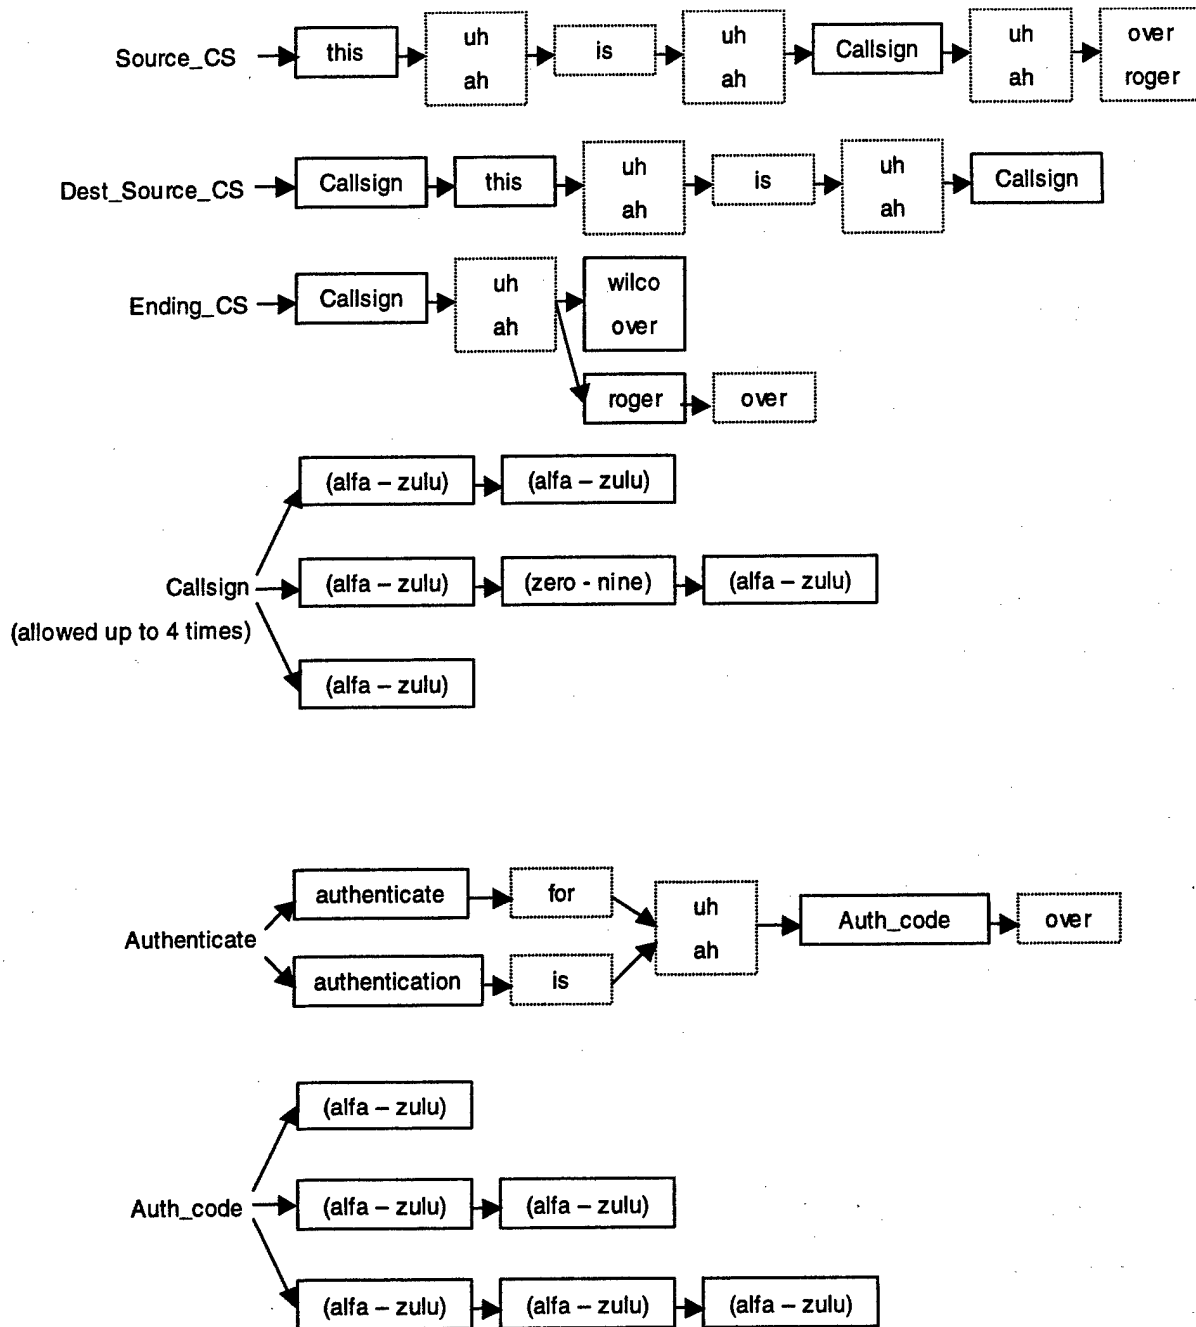 Source_CS this uh ah is uh ah Callsign uh ah over roger
Dest_Source_CS Callsign this uh ah is uh ah Callsign
Ending_CS Callsign uh ah wilco over
roger over
(alfa – zulu) (alfa – zulu)
Callsign (alfa – zulu) (zero - nine) (alfa – zulu)
(allowed up to 4 times)
(alfa – zulu)
authenticate for
Authenticate uh ah Auth_code over
authentication is
(alfa – zulu)
Auth_code (alfa – zulu) (alfa – zulu)
(alfa – zulu) (alfa – zulu) (alfa – zulu)